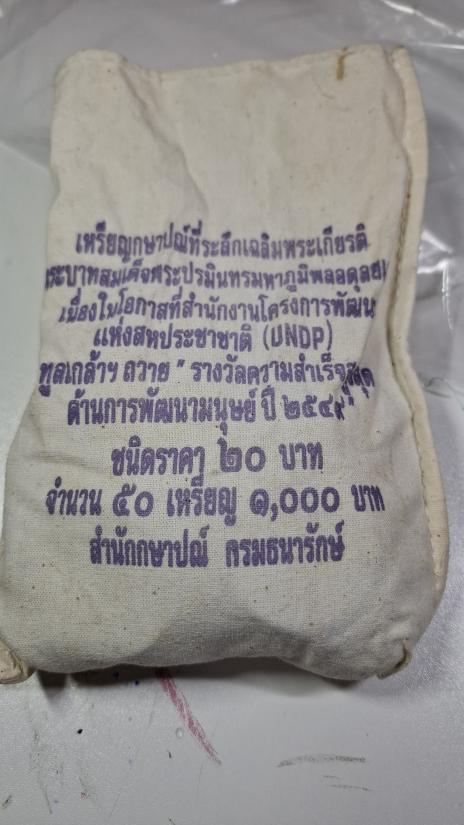 เหรียญกษาปณ์ที่ระลึกเฉลิมพระเกียรติ
ระบาทสมเด็จพระปรมินทรมหาภูมิพลอดุลย
เนื่องในโอกาสที่สำนักงานโครงการพัฒนา
แห่งสหประชาชาติ (UNDP)
ทูลเกล้าฯ ถวาย " รางวัลความสำเร็จสูงสุด
ด้านการพัฒนามนุษย์ ปี ๒๕๔๙"
ชนิดราคา ๒๐ บาท
จำนวน ๕๐ เหรียญ ๑,๐๐๐ บาท
สำนักกษาปณ์ กรมธนารักษ์